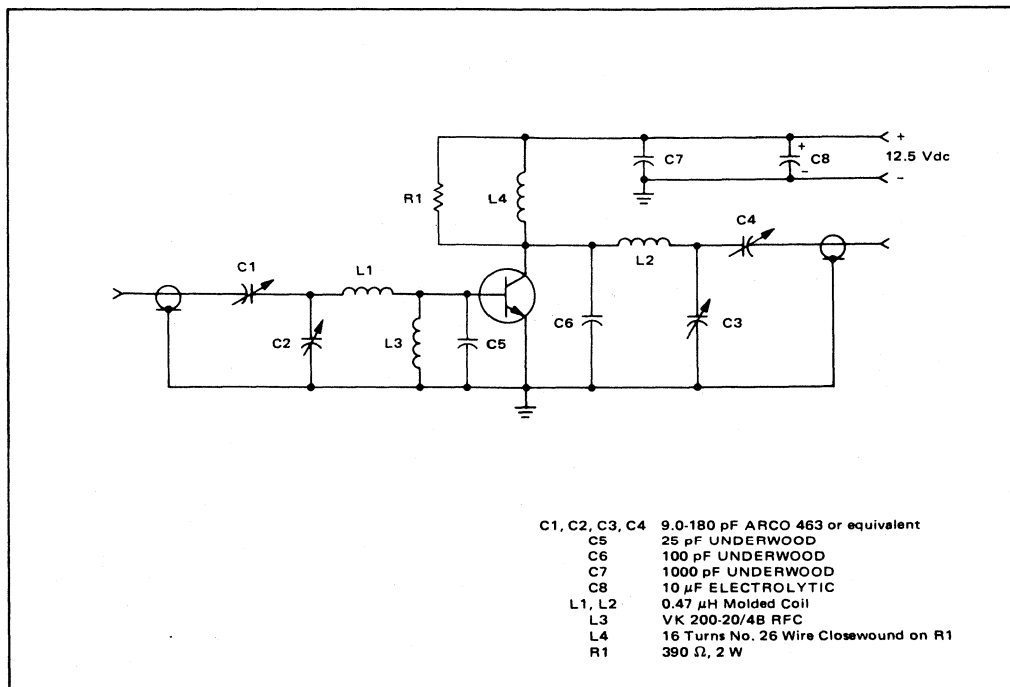 +
C7
+
C8
12.5 Vdc
−
−
R1
L4
C4
C1
L1
L2
C2
L3
C5
C6
C3
C1, C2, C3, C4 9.0-180 pF ARCO 463 or equivalent
C5 25 pF UNDERWOOD
C6 100 pF UNDERWOOD
C7 1000 pF UNDERWOOD
C8 10 μF ELECTROLYTIC
L1, L2 0.47 μH Molded Coil
L3 VK 200-20/4B RFC
L4 16 Turns No. 26 Wire Closewound on R1
R1 390 Ω, 2 W